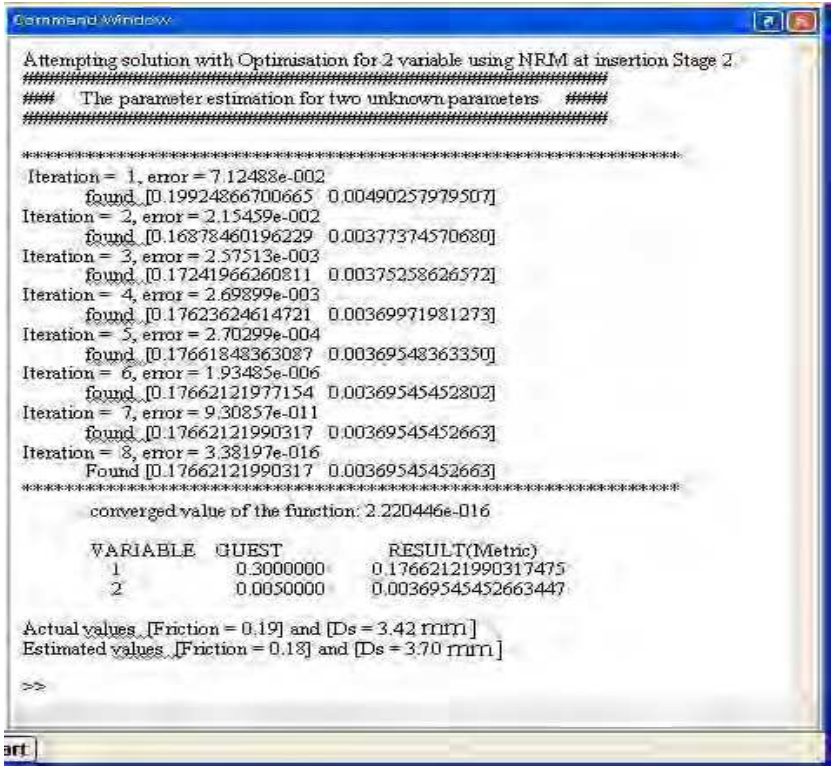 Command Window
Attempting solution with Optimisation for 2 variable using NRM at insertion Stage 2
################################################################
#### The parameter estimation for two unknown parameters #####
################################################################
******************************************************************
Iteration = 1, error = 7.12488e-002
found [0.19924866700665 0.00490257979507]
Iteration = 2, error = 2.15459e-002
found [0.16878460196229 0.00377374570680]
Iteration = 3, error = 2.57513e-003
found [0.17241966260811 0.00375258626572]
Iteration = 4, error = 2.69899e-003
found [0.17623624614721 0.00369971981273]
Iteration = 5, error = 2.70299e-004
found [0.17661848363087 0.00369548363350]
Iteration = 6, error = 1.93485e-006
found [0.17662121977154 0.00369545452802]
Iteration = 7, error = 9.30857e-011
found [0.17662121990317 0.00369545452663]
Iteration = 8, error = 3.38197e-016
Found [0.17662121990317 0.00369545452663]
******************************************************************
converged value of the function: 2.220446e-016
VARIABLE GUEST RESULT(Metric)
1 0.3000000 0.17662121990317475
2 0.0050000 0.00369545452663447
Actual values [Friction = 0.19] and [Ds = 3.42 mm]
Estimated values [Friction = 0.18] and [Ds = 3.70 mm]
>>
art